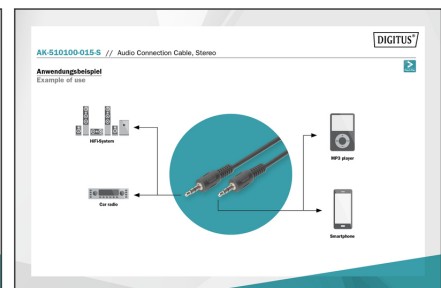 DIGITUS®
AK-510100-015-S // Audio Connection Cable, Stereo
Anwendungsbeispiel
Example of use
HiFi-System
MP3 player
Car radio
Smartphone